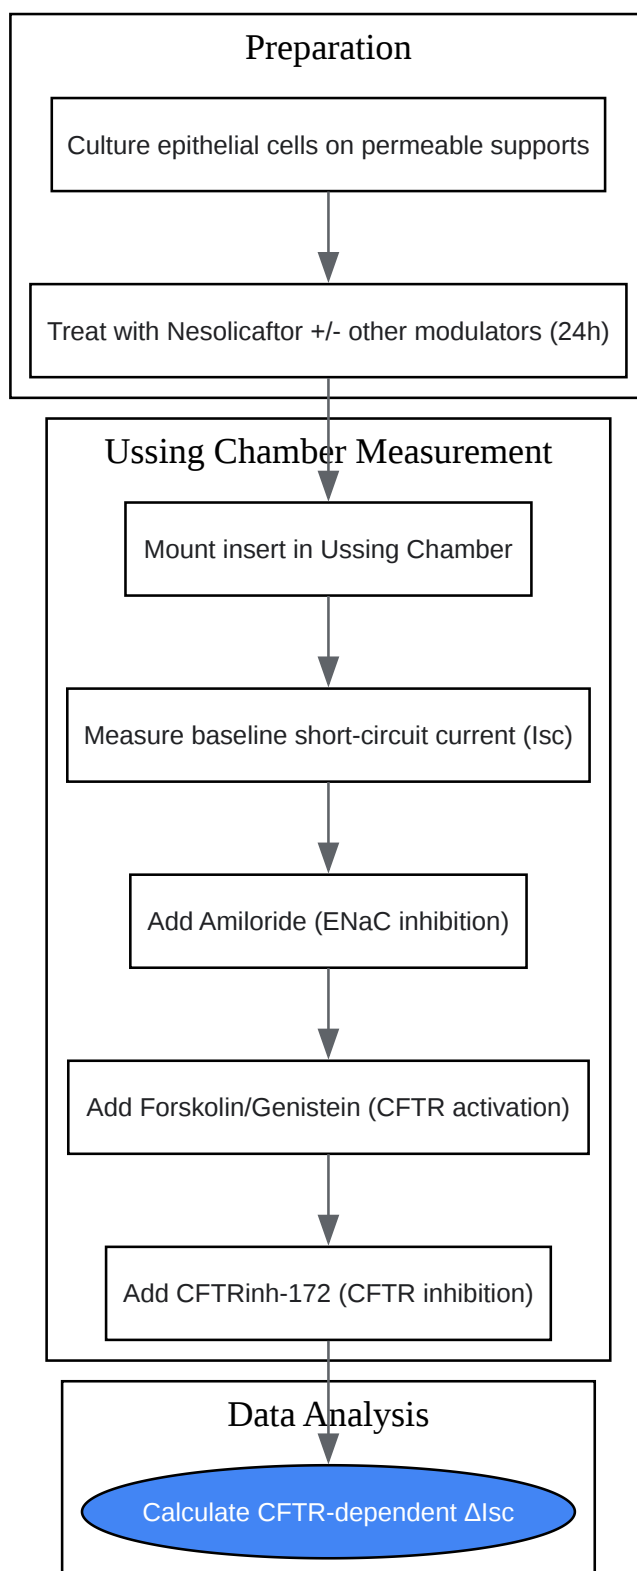 Preparation
Culture epithelial cells on permeable supports
Treat with Nesolicaftor +/- other modulators (24h)
Ussing Chamber Measurement
Mount insert in Ussing Chamber
Measure baseline short-circuit current (Isc)
Add Amiloride (ENaC inhibition)
Add Forskolin/Genistein (CFTR activation)
Add CFTRinh-172 (CFTR inhibition)
Data Analysis
Calculate CFTR-dependent ΔIsc